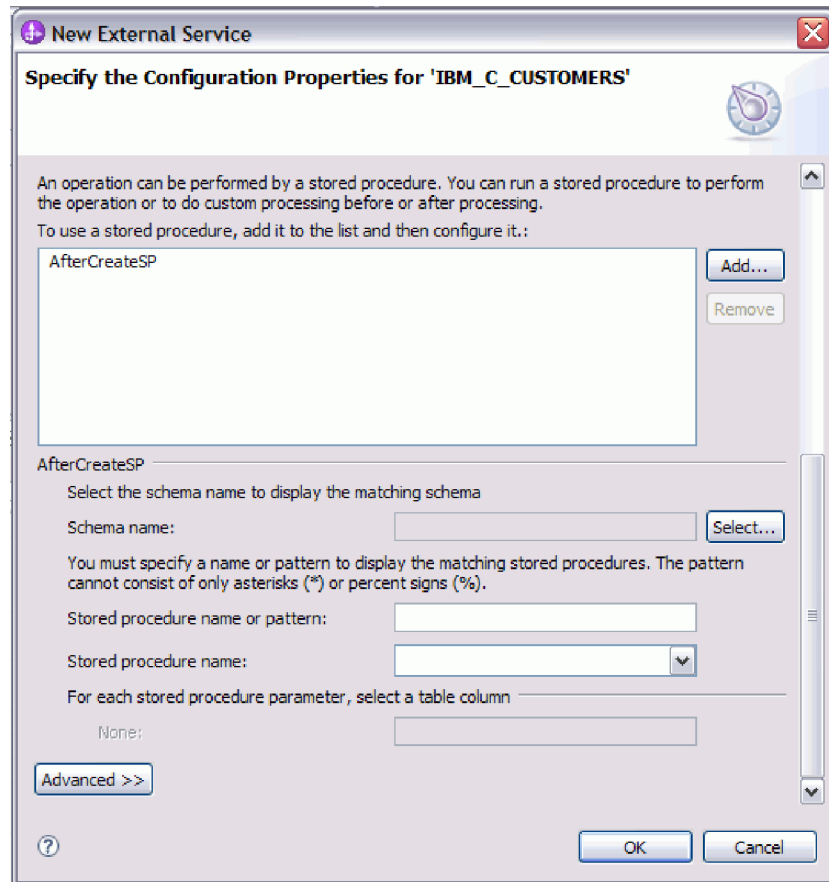 New External Service
Specify the Configuration Properties for 'IBM_C_CUSTOMERS'
An operation can be performed by a stored procedure. You can run a stored procedure to perform
the operation or to do custom processing before or after processing.
To use a stored procedure, add it to the list and then configure it.:
AfterCreateSP
Add...
Remove
AfterCreateSP
Select the schema name to display the matching schema
Schema name:
Select...
You must specify a name or pattern to display the matching stored procedures. The pattern
cannot consist of only asterisks (*) or percent signs (%).
Stored procedure name or pattern:
Stored procedure name:
For each stored procedure parameter, select a table column
None:
Advanced >>
?
OK
Cancel